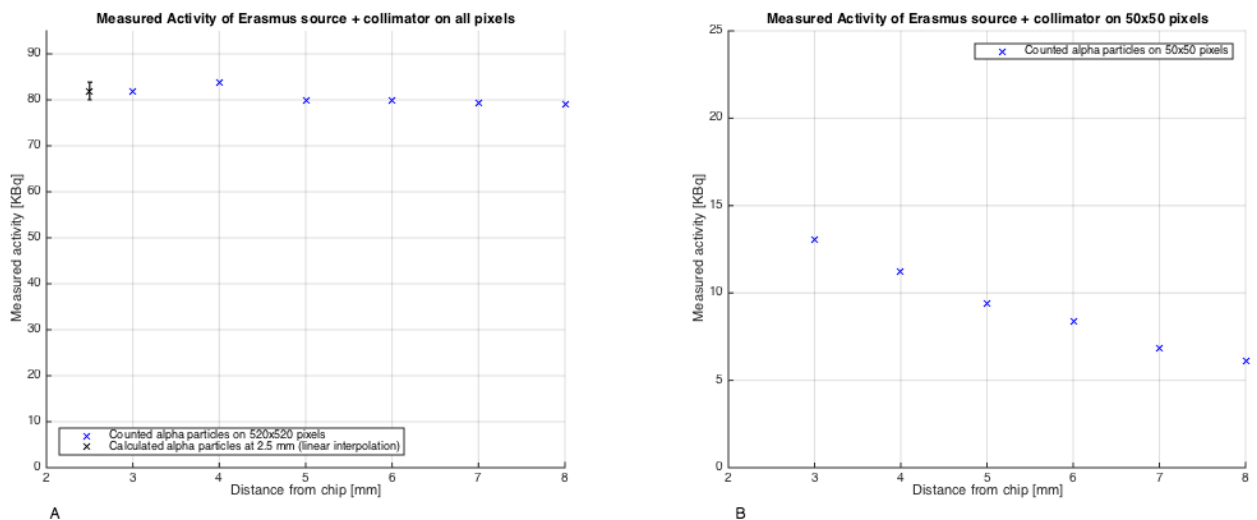 Measured Activity of Erasmus source + collimator on all pixels
90
80
70
60
50
40
30
20
10
0
Measured activity [KBq]
Counted alpha particles on 520x520 pixels
Calculated alpha particles at 2.5 mm (linear interpolation)
2 3 4 5 6 7 8
Distance from chip [mm]
A
Measured Activity of Erasmus source + collimator on 50x50 pixels
25
20
15
10
5
0
Measured activity [KBq]
Counted alpha particles on 50x50 pixels
2 3 4 5 6 7 8
Distance from chip [mm]
B